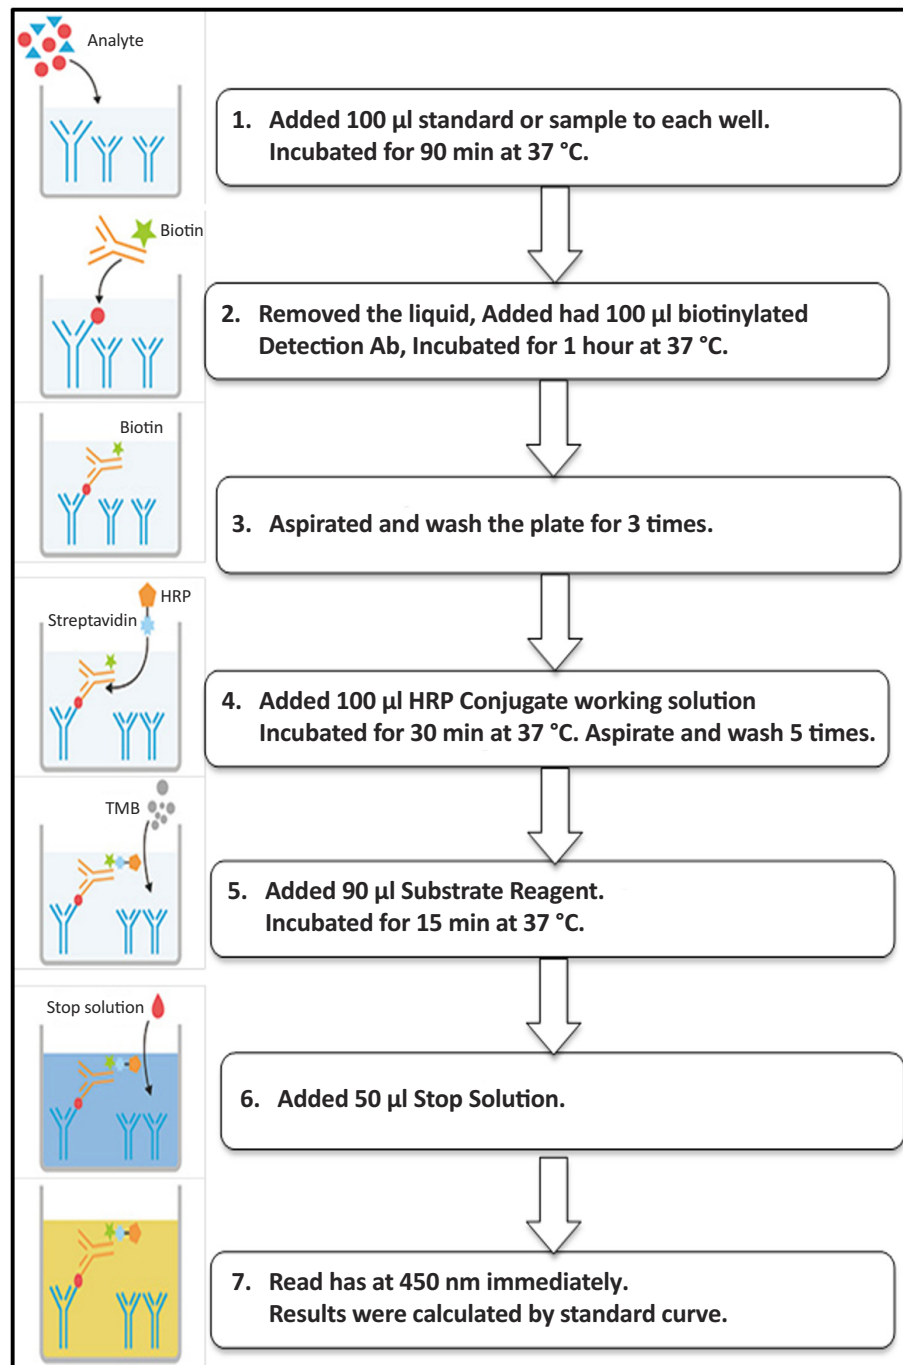 Analyte
1. Added 100 µl standard or sample to each well.
Incubated for 90 min at 37 °C.
Biotin
2. Removed the liquid, Added had 100 µl biotinylated
Detection Ab, Incubated for 1 hour at 37 °C.
Biotin
3. Aspirated and wash the plate for 3 times.
HRP
Streptavidin
4. Added 100 µl HRP Conjugate working solution
Incubated for 30 min at 37 °C. Aspirate and wash 5 times.
TMB
5. Added 90 µl Substrate Reagent.
Incubated for 15 min at 37 °C.
Stop solution
6. Added 50 µl Stop Solution.
7. Read has at 450 nm immediately.
Results were calculated by standard curve.